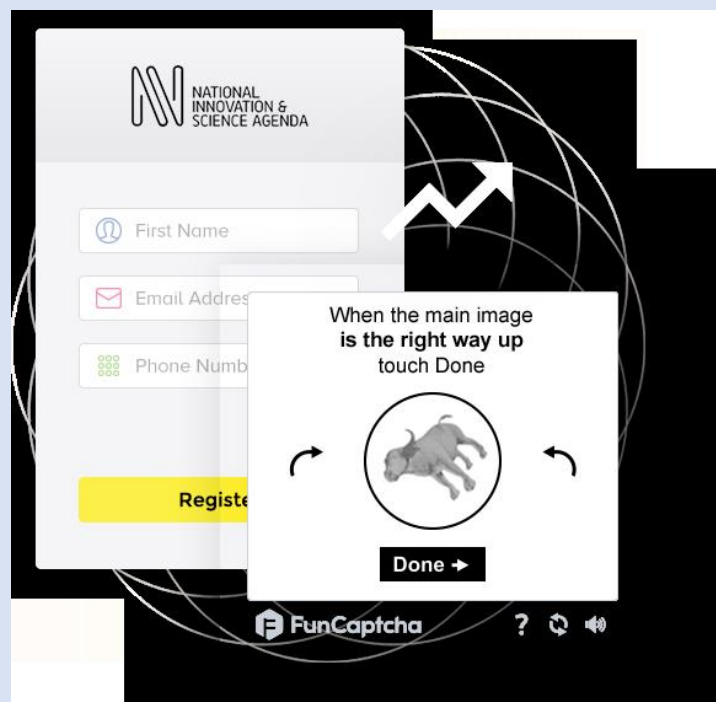 NATIONAL
INNOVATION &
SCIENCE AGENDA
First Name
Email Addres
Phone Numb
Registe
When the main image
is the right way up
touch Done
Done
FunCaptcha
?